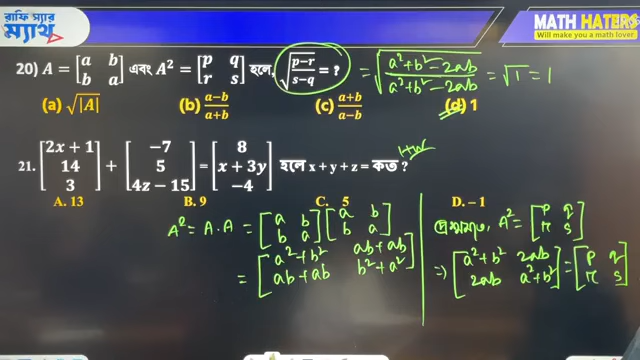 রাফি স্যার
ম্যাথ
MATH HATERS
Will make you a math lover
20) A = [a b; b a] এবং A² = [p q; r s] হলে, √((p−r)/(s−q)) = ? = √((a²+b²−2ab)/(a²+b²−2ab)) = √1 = 1
(a) √|A| (b) (a−b)/(a+b) (c) (a+b)/(a−b) (d) 1
HW
21. [2x + 1; 14; 3] + [−7; 5; 4z − 15] = [8; x + 3y; −4] হলে x + y + z = কত ?
A. 13 B. 9 C. 5 D. − 1
A² = A . A = [a b; b a] [a b; b a]
= [a²+b² ab+ab; ab+ab b²+a²]
প্রশ্নমতে, A² = [p q; r s]
⇒ [a²+b² 2ab; 2ab a²+b²] = [p q; r s]